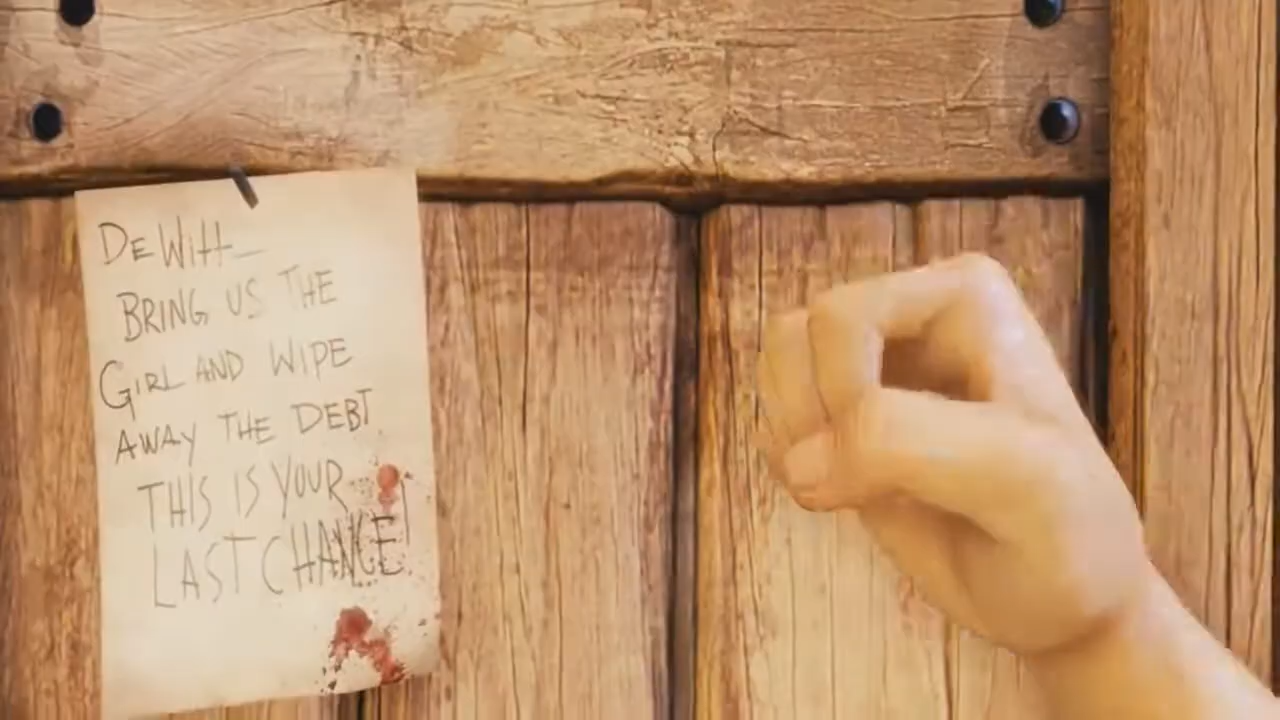 DeWitt—
BRING US THE
GIRL AND WIPE
AWAY THE DEBT.
THIS IS YOUR
LAST CHANCE!